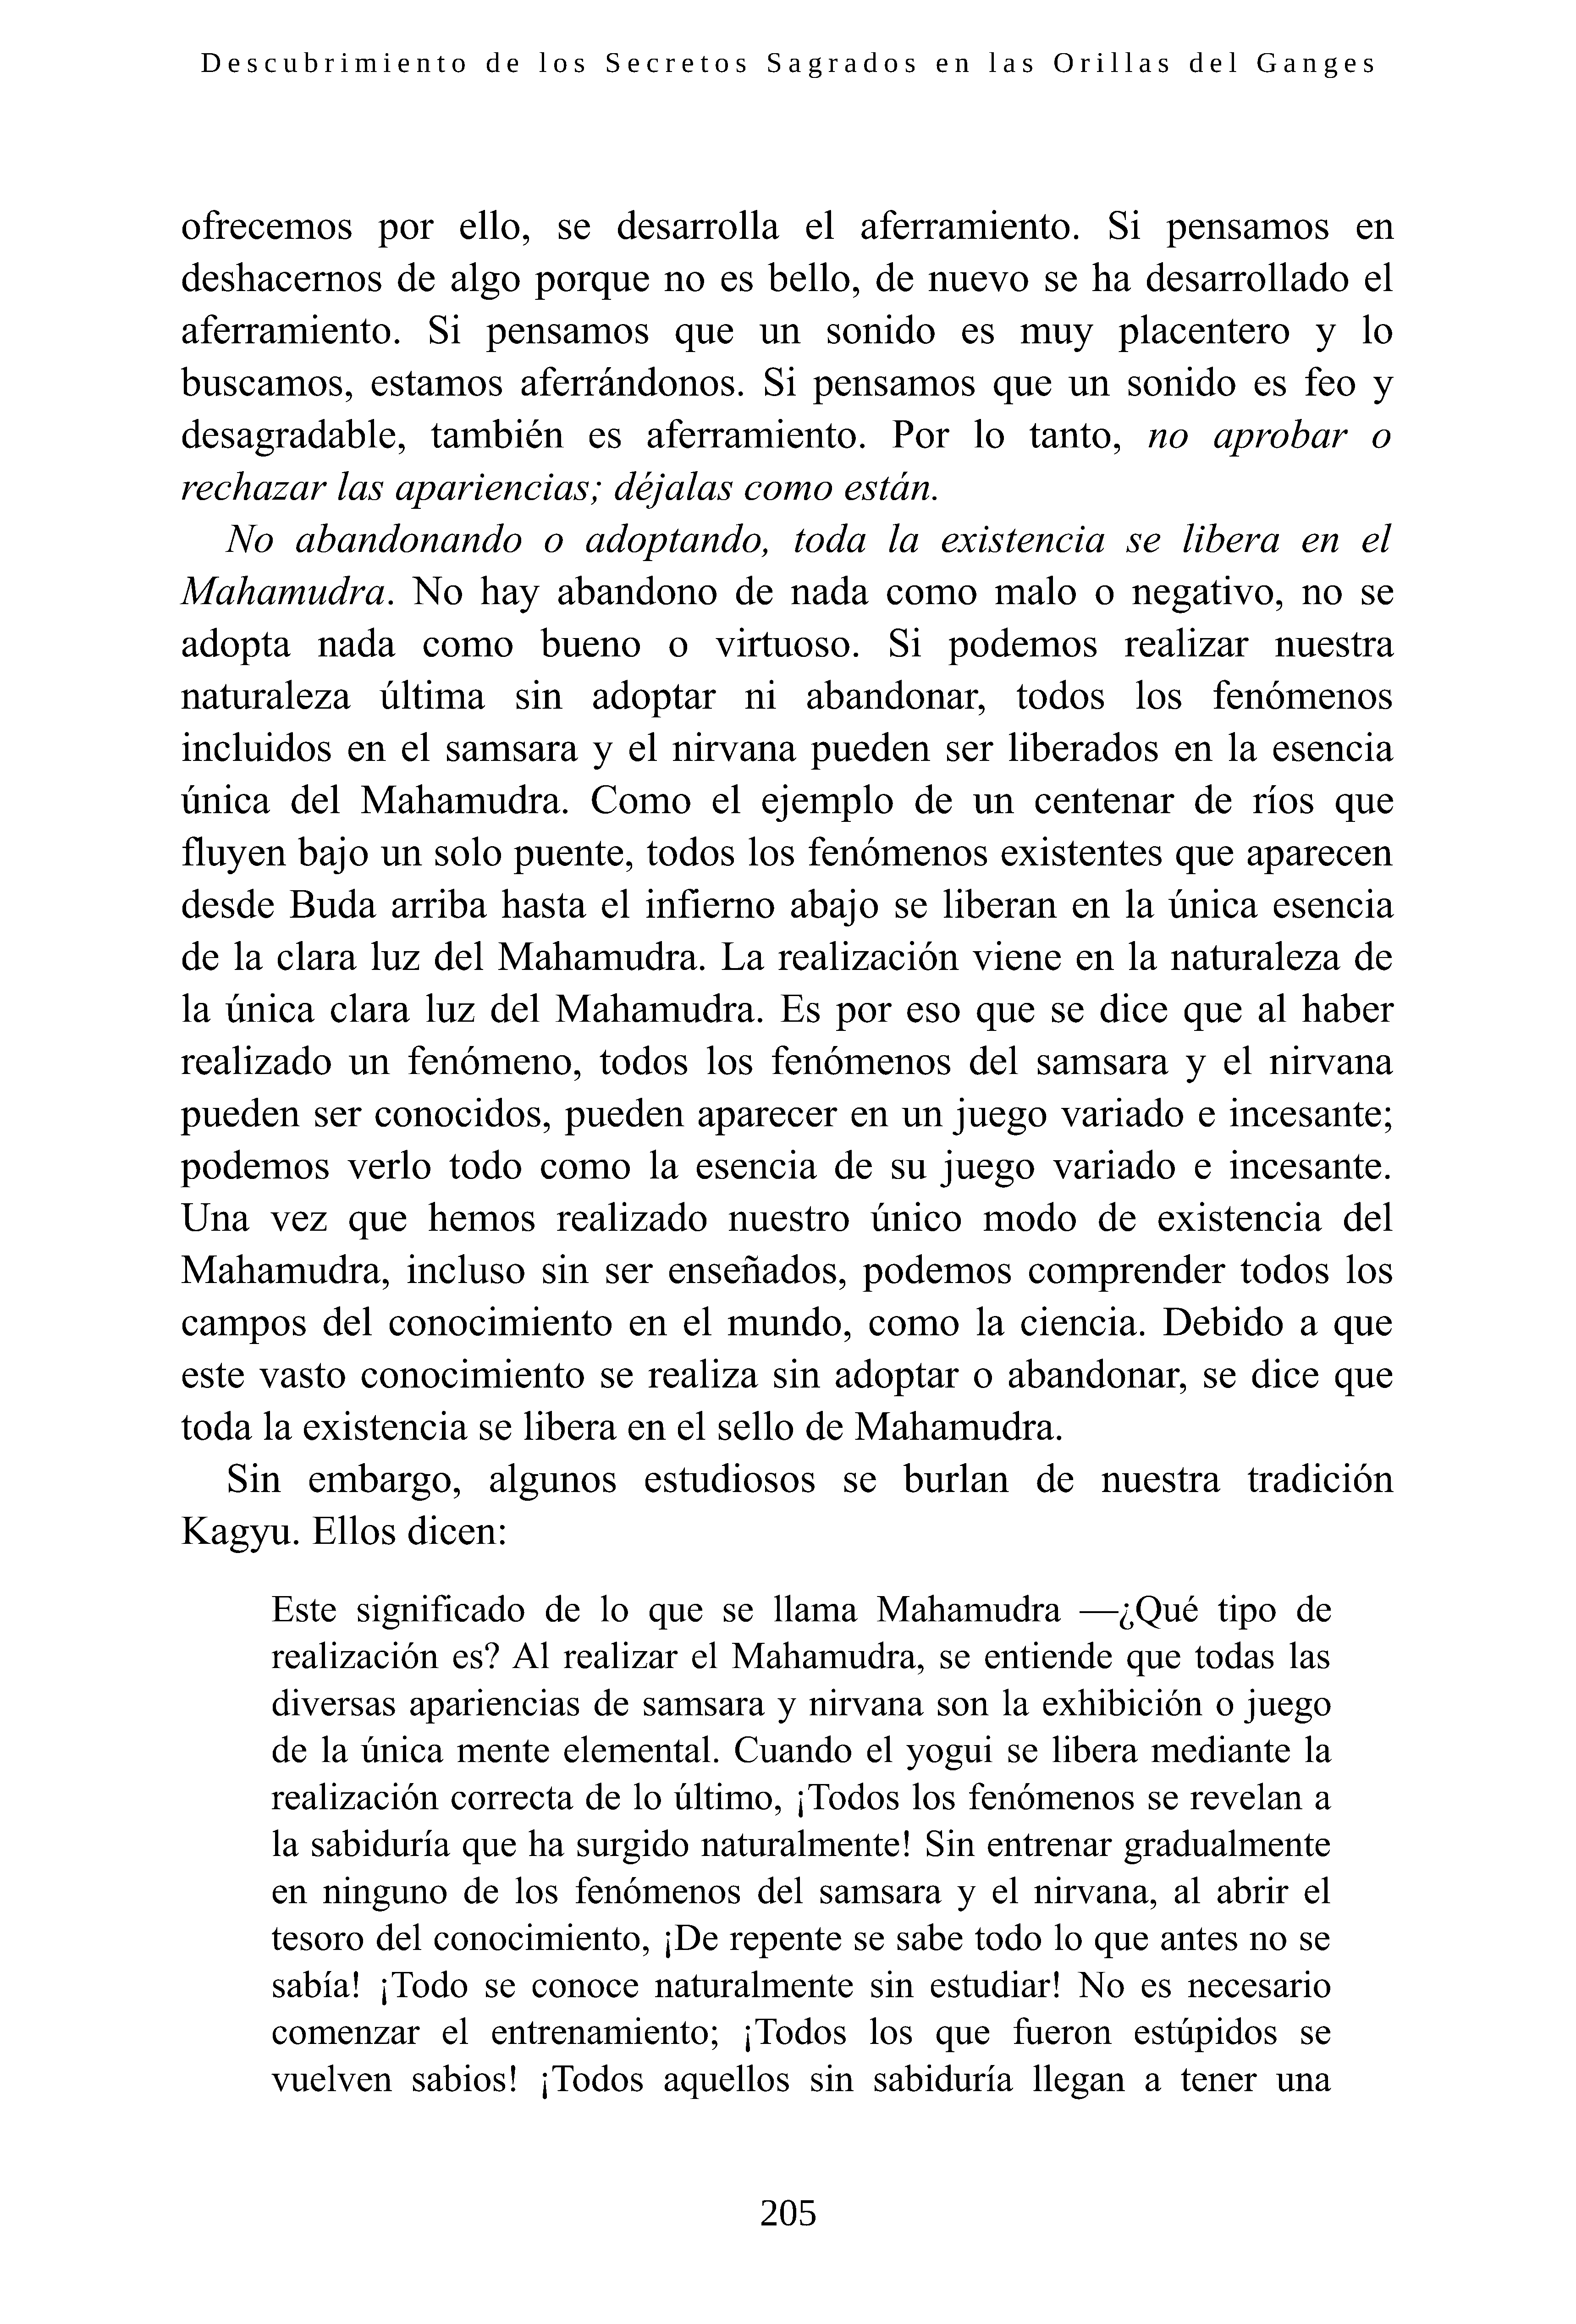 Descubrimiento de los Secretos Sagrados en las Orillas del Ganges
ofrecemos por ello, se desarrolla el aferramiento. Si pensamos en
deshacernos de algo porque no es bello, de nuevo se ha desarrollado el
aferramiento. Si pensamos que un sonido es muy placentero y lo
buscamos, estamos aferrándonos. Si pensamos que un sonido es feo y
desagradable, también es aferramiento. Por lo tanto, no aprobar o
rechazar las apariencias; déjalas como están.
No abandonando o adoptando, toda la existencia se libera en el
Mahamudra. No hay abandono de nada como malo o negativo, no se
adopta nada como bueno o virtuoso. Si podemos realizar nuestra
naturaleza última sin adoptar ni abandonar, todos los fenómenos
incluidos en el samsara y el nirvana pueden ser liberados en la esencia
única del Mahamudra. Como el ejemplo de un centenar de ríos que
fluyen bajo un solo puente, todos los fenómenos existentes que aparecen
desde Buda arriba hasta el infierno abajo se liberan en la única esencia
de la clara luz del Mahamudra. La realización viene en la naturaleza de
la única clara luz del Mahamudra. Es por eso que se dice que al haber
realizado un fenómeno, todos los fenómenos del samsara y el nirvana
pueden ser conocidos, pueden aparecer en un juego variado e incesante;
podemos verlo todo como la esencia de su juego variado e incesante.
Una vez que hemos realizado nuestro único modo de existencia del
Mahamudra, incluso sin ser enseñados, podemos comprender todos los
campos del conocimiento en el mundo, como la ciencia. Debido a que
este vasto conocimiento se realiza sin adoptar o abandonar, se dice que
toda la existencia se libera en el sello de Mahamudra.
Sin embargo, algunos estudiosos se burlan de nuestra tradición
Kagyu. Ellos dicen:
Este significado de lo que se llama Mahamudra —¿Qué tipo de
realización es? Al realizar el Mahamudra, se entiende que todas las
diversas apariencias de samsara y nirvana son la exhibición o juego
de la única mente elemental. Cuando el yogui se libera mediante la
realización correcta de lo último, ¡Todos los fenómenos se revelan a
la sabiduría que ha surgido naturalmente! Sin entrenar gradualmente
en ninguno de los fenómenos del samsara y el nirvana, al abrir el
tesoro del conocimiento, ¡De repente se sabe todo lo que antes no se
sabía! ¡Todo se conoce naturalmente sin estudiar! No es necesario
comenzar el entrenamiento; ¡Todos los que fueron estúpidos se
vuelven sabios! ¡Todos aquellos sin sabiduría llegan a tener una
205